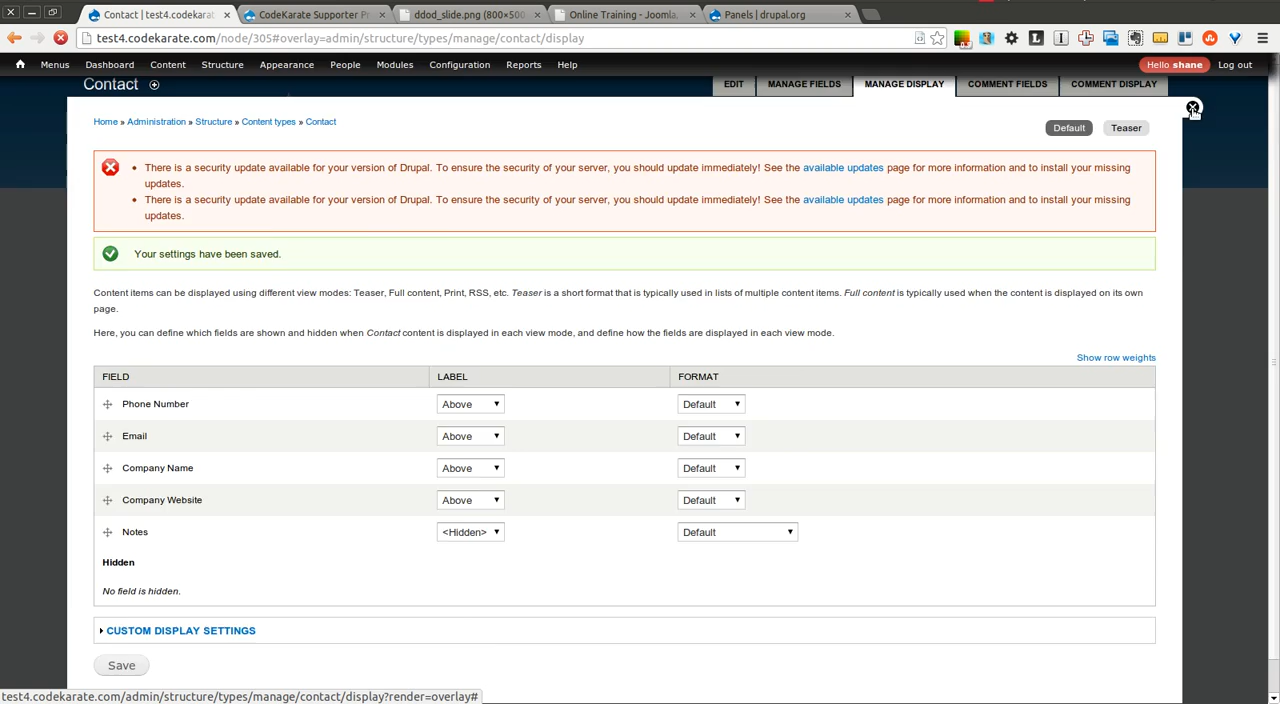 Contact | test4.codekarat
CodeKarate Supporter P
ddod_slide.png (800×500
Online Training - Joomla,
Panels | drupal.org
test4.codekarate.com/node/305#overlay=admin/structure/types/manage/contact/display
Menus Dashboard Content Structure Appearance People Modules Configuration Reports Help Hello shane Log out
Contact EDIT MANAGE FIELDS MANAGE DISPLAY COMMENT FIELDS COMMENT DISPLAY
Home » Administration » Structure » Content types » Contact
Default Teaser
There is a security update available for your version of Drupal. To ensure the security of your server, you should update immediately! See the available updates page for more information and to install your missing
updates.
There is a security update available for your version of Drupal. To ensure the security of your server, you should update immediately! See the available updates page for more information and to install your missing
updates.
Your settings have been saved.
Content items can be displayed using different view modes: Teaser, Full content, Print, RSS, etc. Teaser is a short format that is typically used in lists of multiple content items. Full content is typically used when the content is displayed on its own
page.
Here, you can define which fields are shown and hidden when Contact content is displayed in each view mode, and define how the fields are displayed in each view mode.
Show row weights
FIELD LABEL FORMAT
Phone Number Above Default
Email Above Default
Company Name Above Default
Company Website Above Default
Notes <Hidden> Default
Hidden
No field is hidden.
CUSTOM DISPLAY SETTINGS
Save
test4.codekarate.com/admin/structure/types/manage/contact/display?render=overlay#